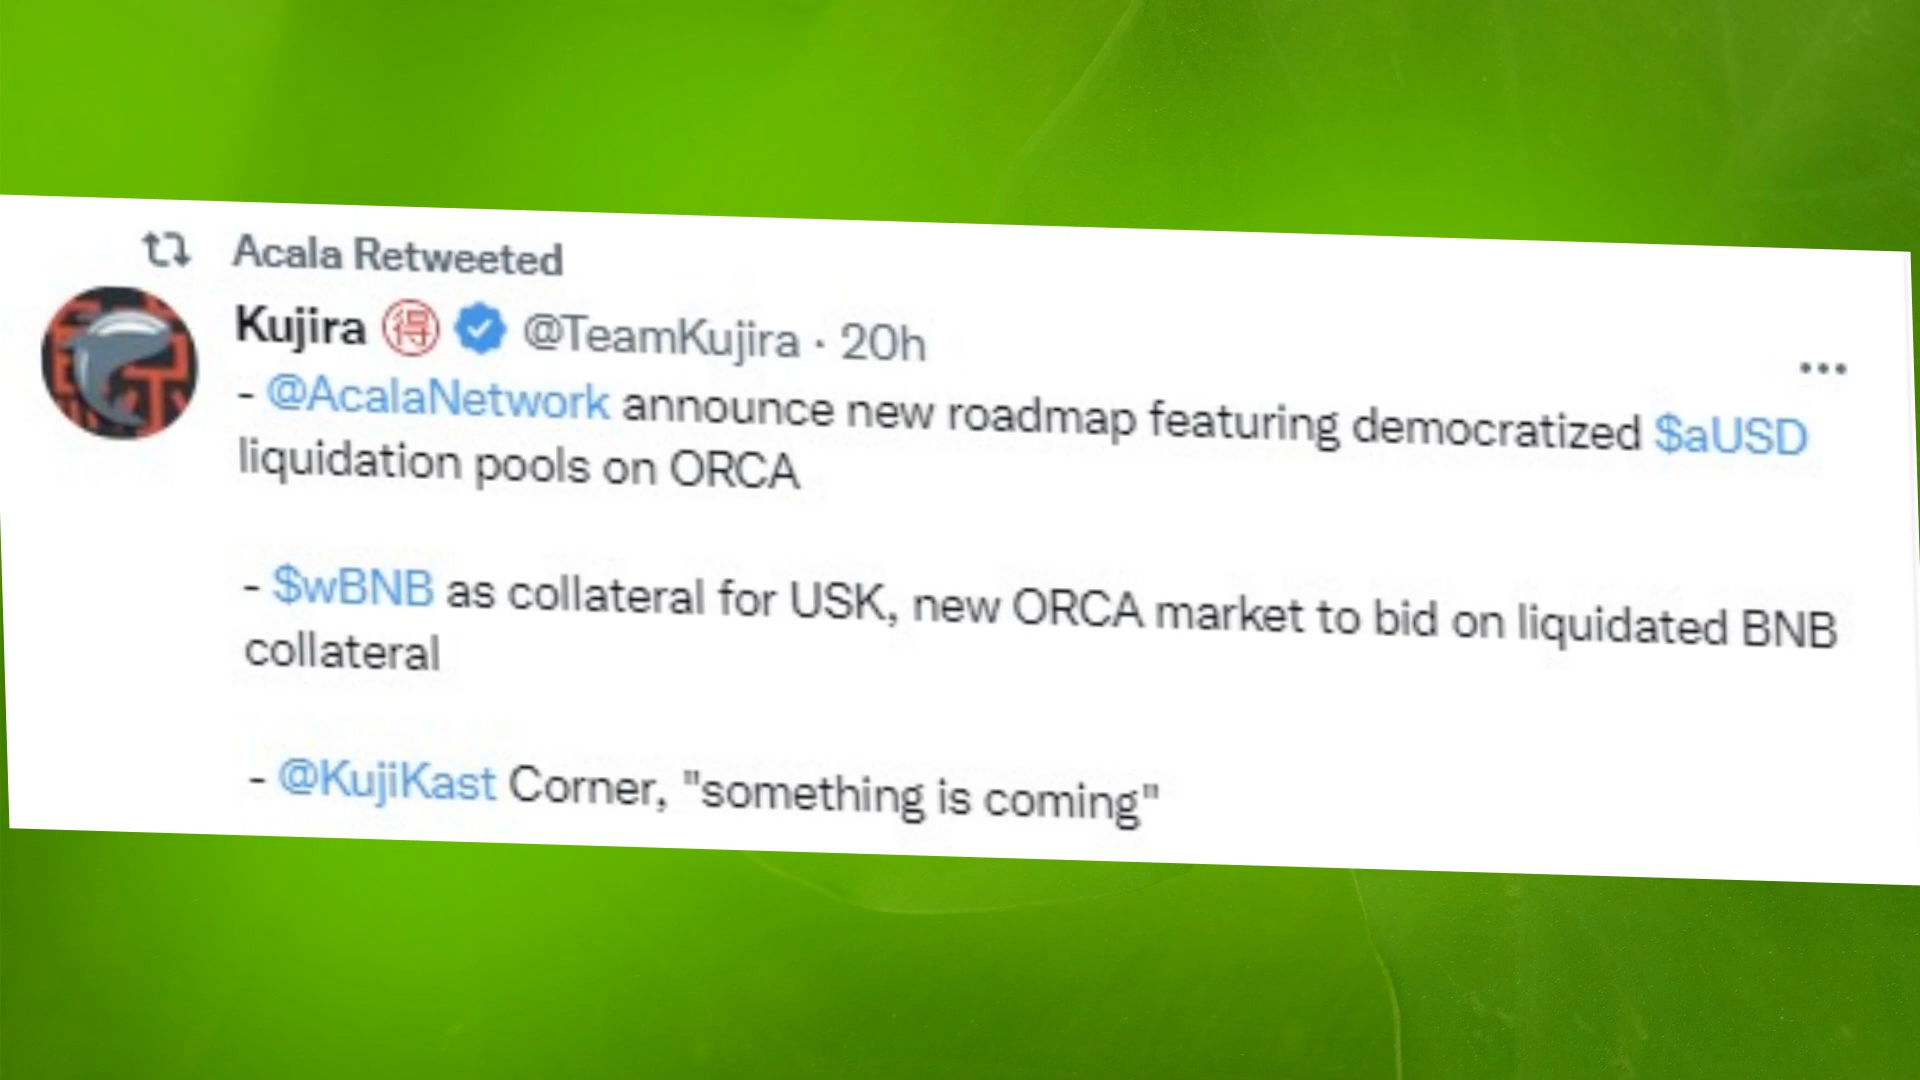 Acala Retweeted
Kujira 🉐 @TeamKujira · 20h
- @AcalaNetwork announce new roadmap featuring democratized $aUSD
liquidation pools on ORCA
- $wBNB as collateral for USK, new ORCA market to bid on liquidated BNB
collateral
- @KujiKast Corner, "something is coming"